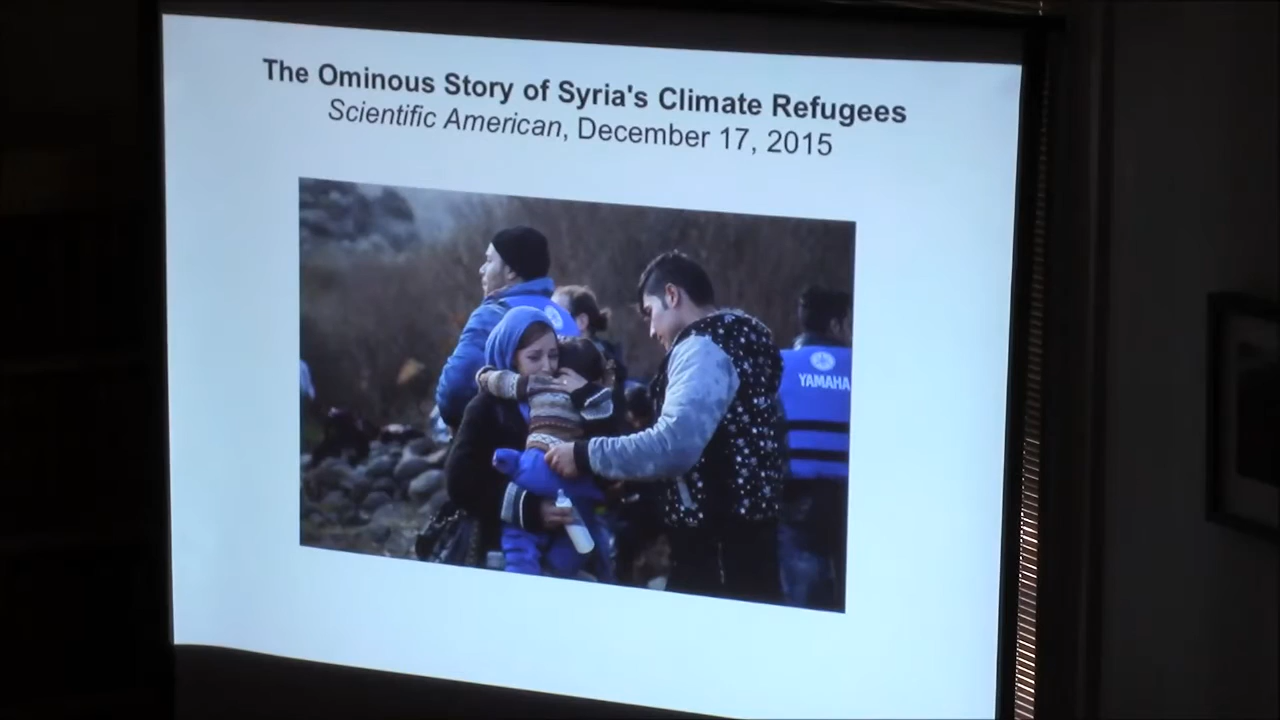 The Ominous Story of Syria's Climate Refugees
Scientific American, December 17, 2015
YAMAHA